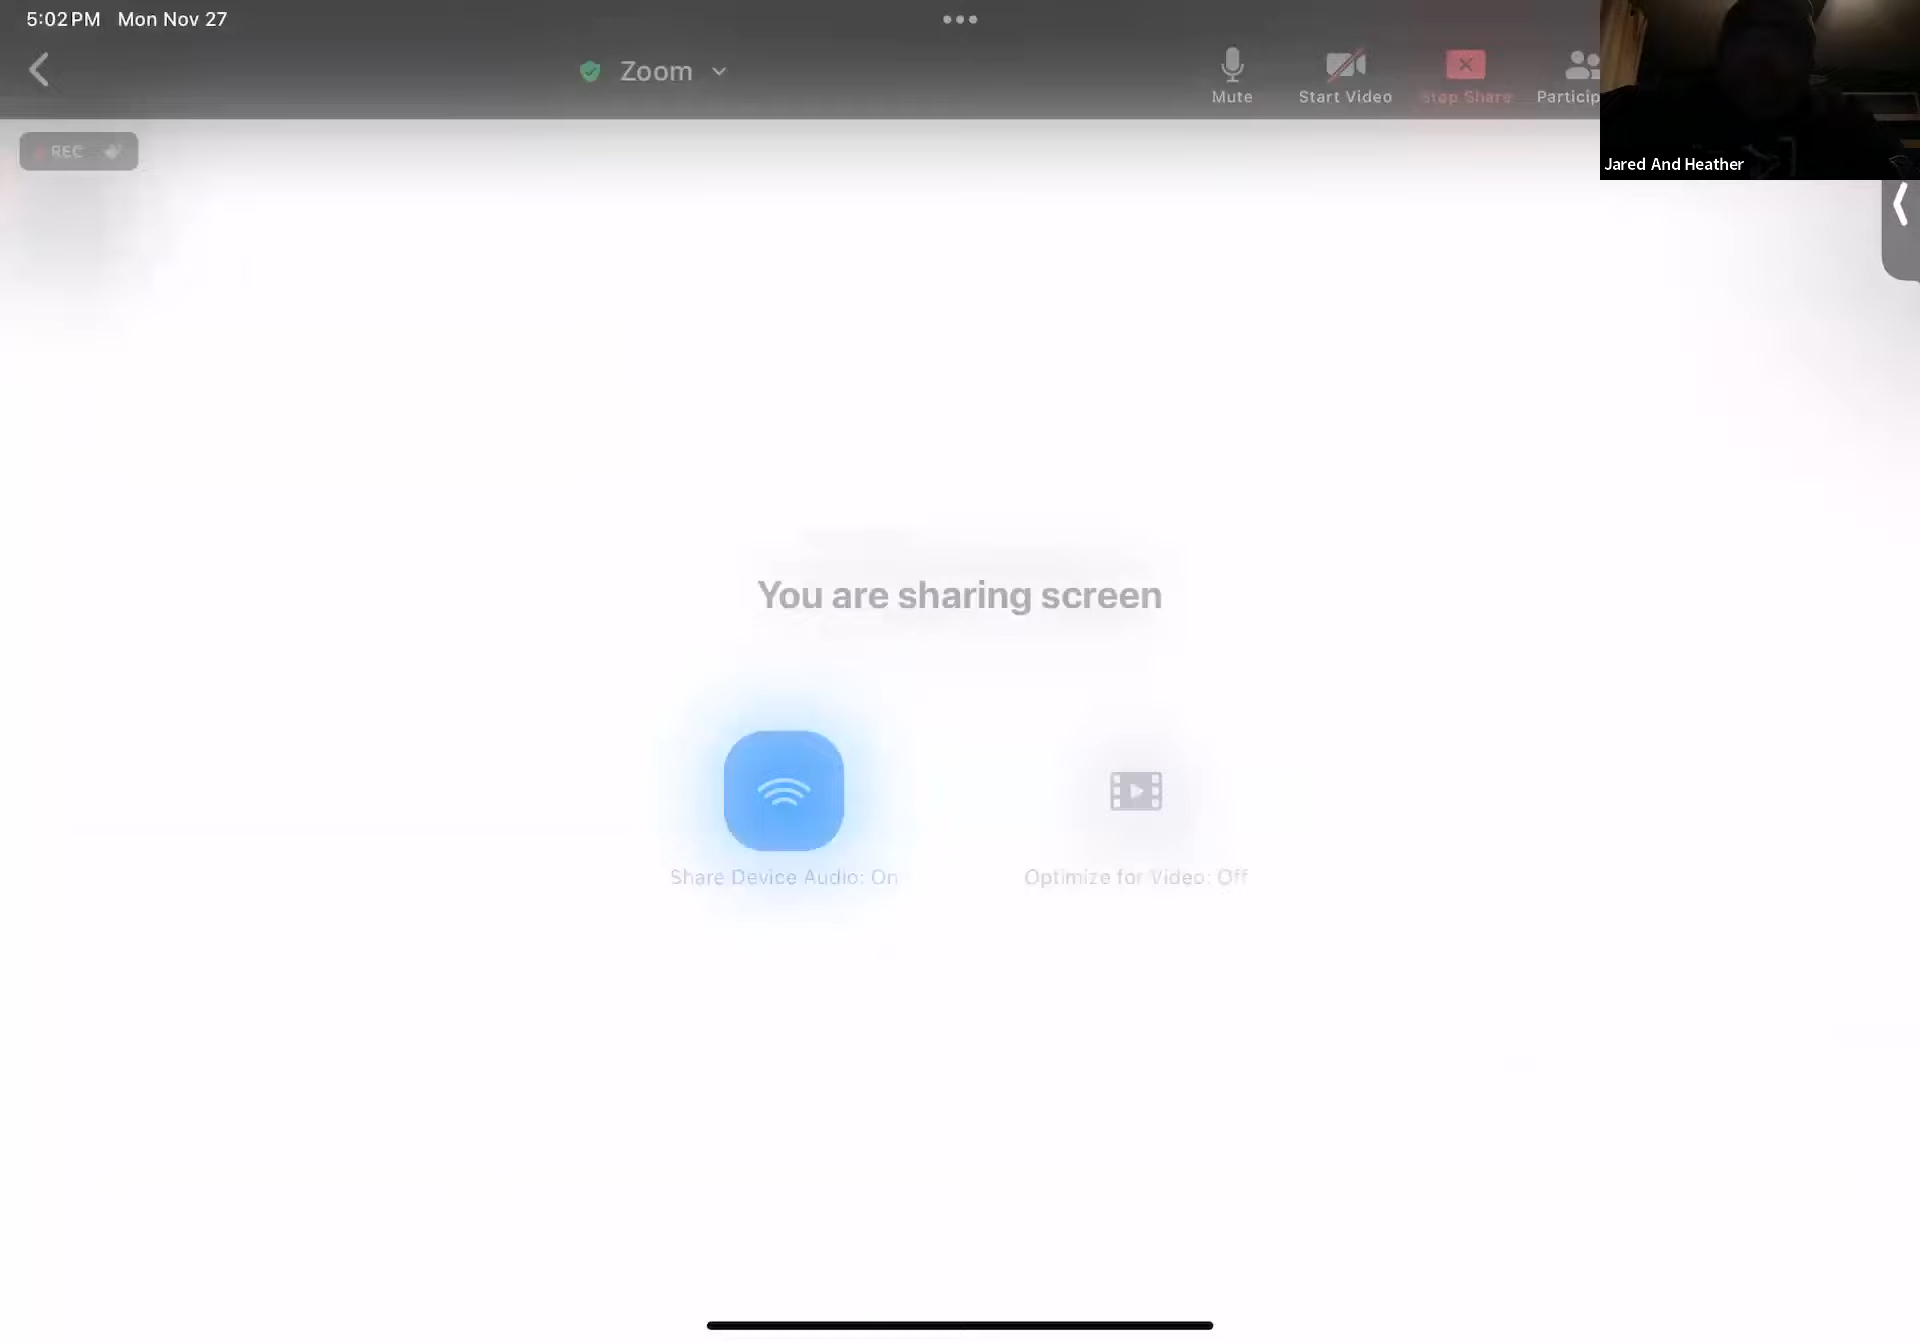 5:02 PM Mon Nov 27
Zoom
Mute
Start Video
Stop Share
Particip
Jared And Heather
REC
You are sharing screen
Share Device Audio: On
Optimize for Video: Off